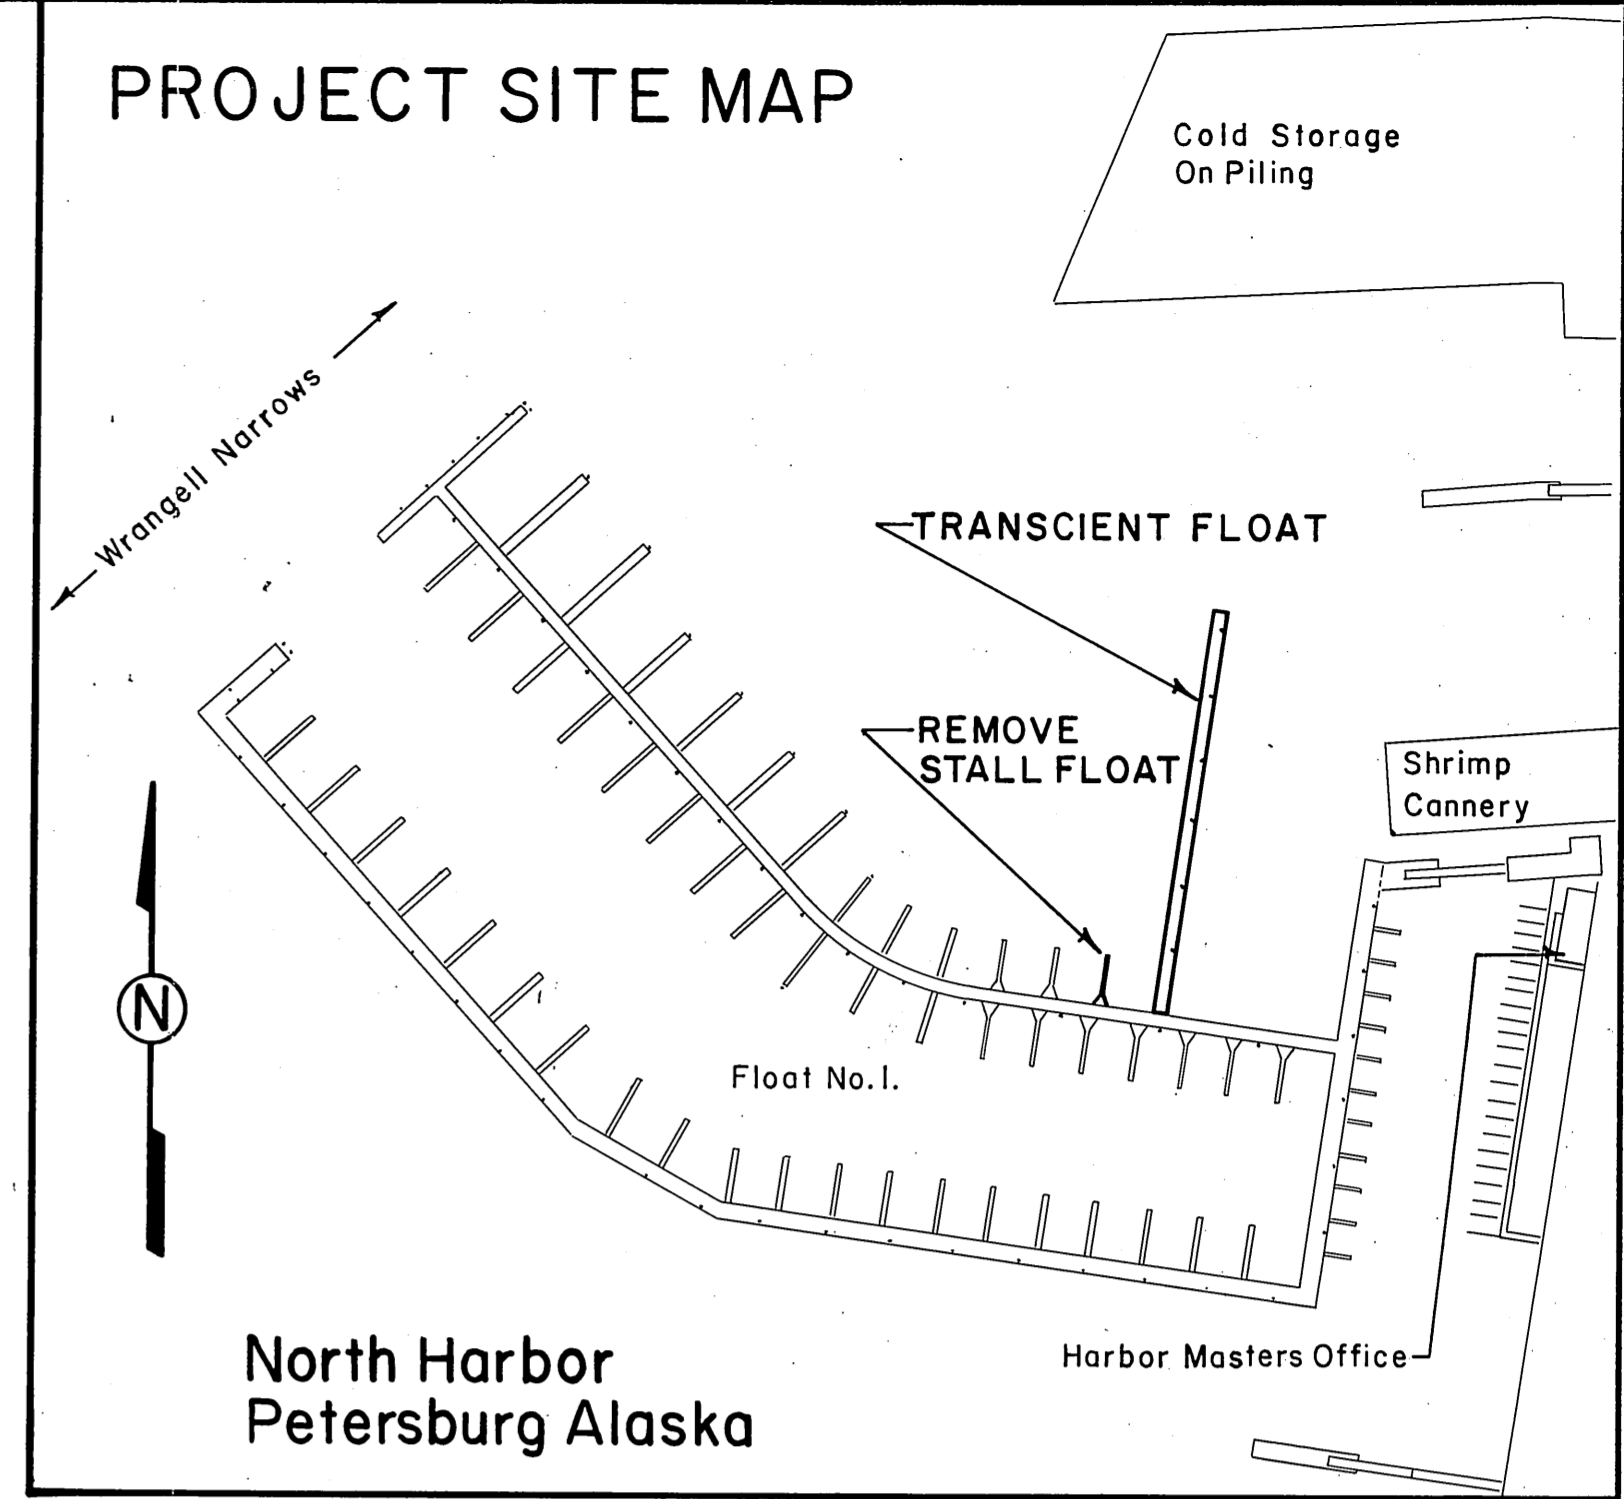 PROJECT SITE MAP
Cold Storage
On Piling
Wrangell Narrows
TRANSCIENT FLOAT
REMOVE
STALL FLOAT
Shrimp
Cannery
N
Float No. 1.
Harbor Masters Office
North Harbor
Petersburg Alaska